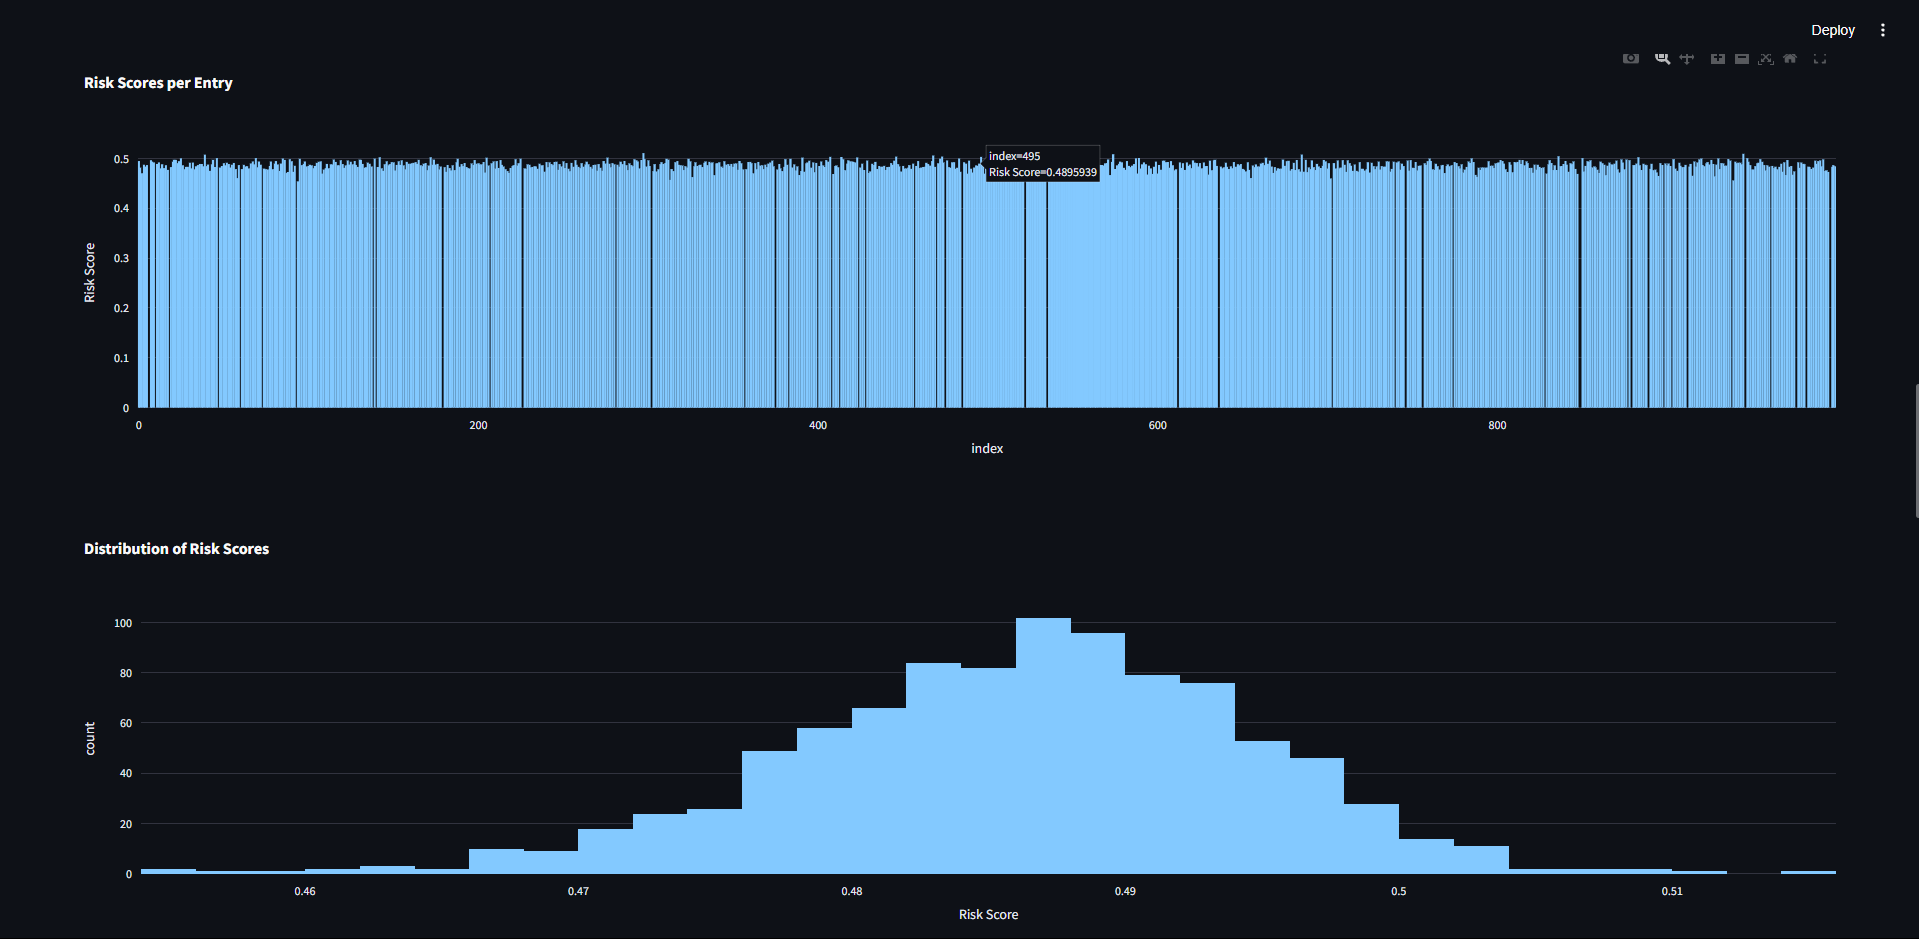 Deploy
Risk Scores per Entry
0.5
0.4
0.3
0.2
0.1
0
Risk Score
index=495
Risk Score=0.4895939
0 200 400 600 800
index
Distribution of Risk Scores
100
80
60
40
20
0
count
0.46 0.47 0.48 0.49 0.5 0.51
Risk Score